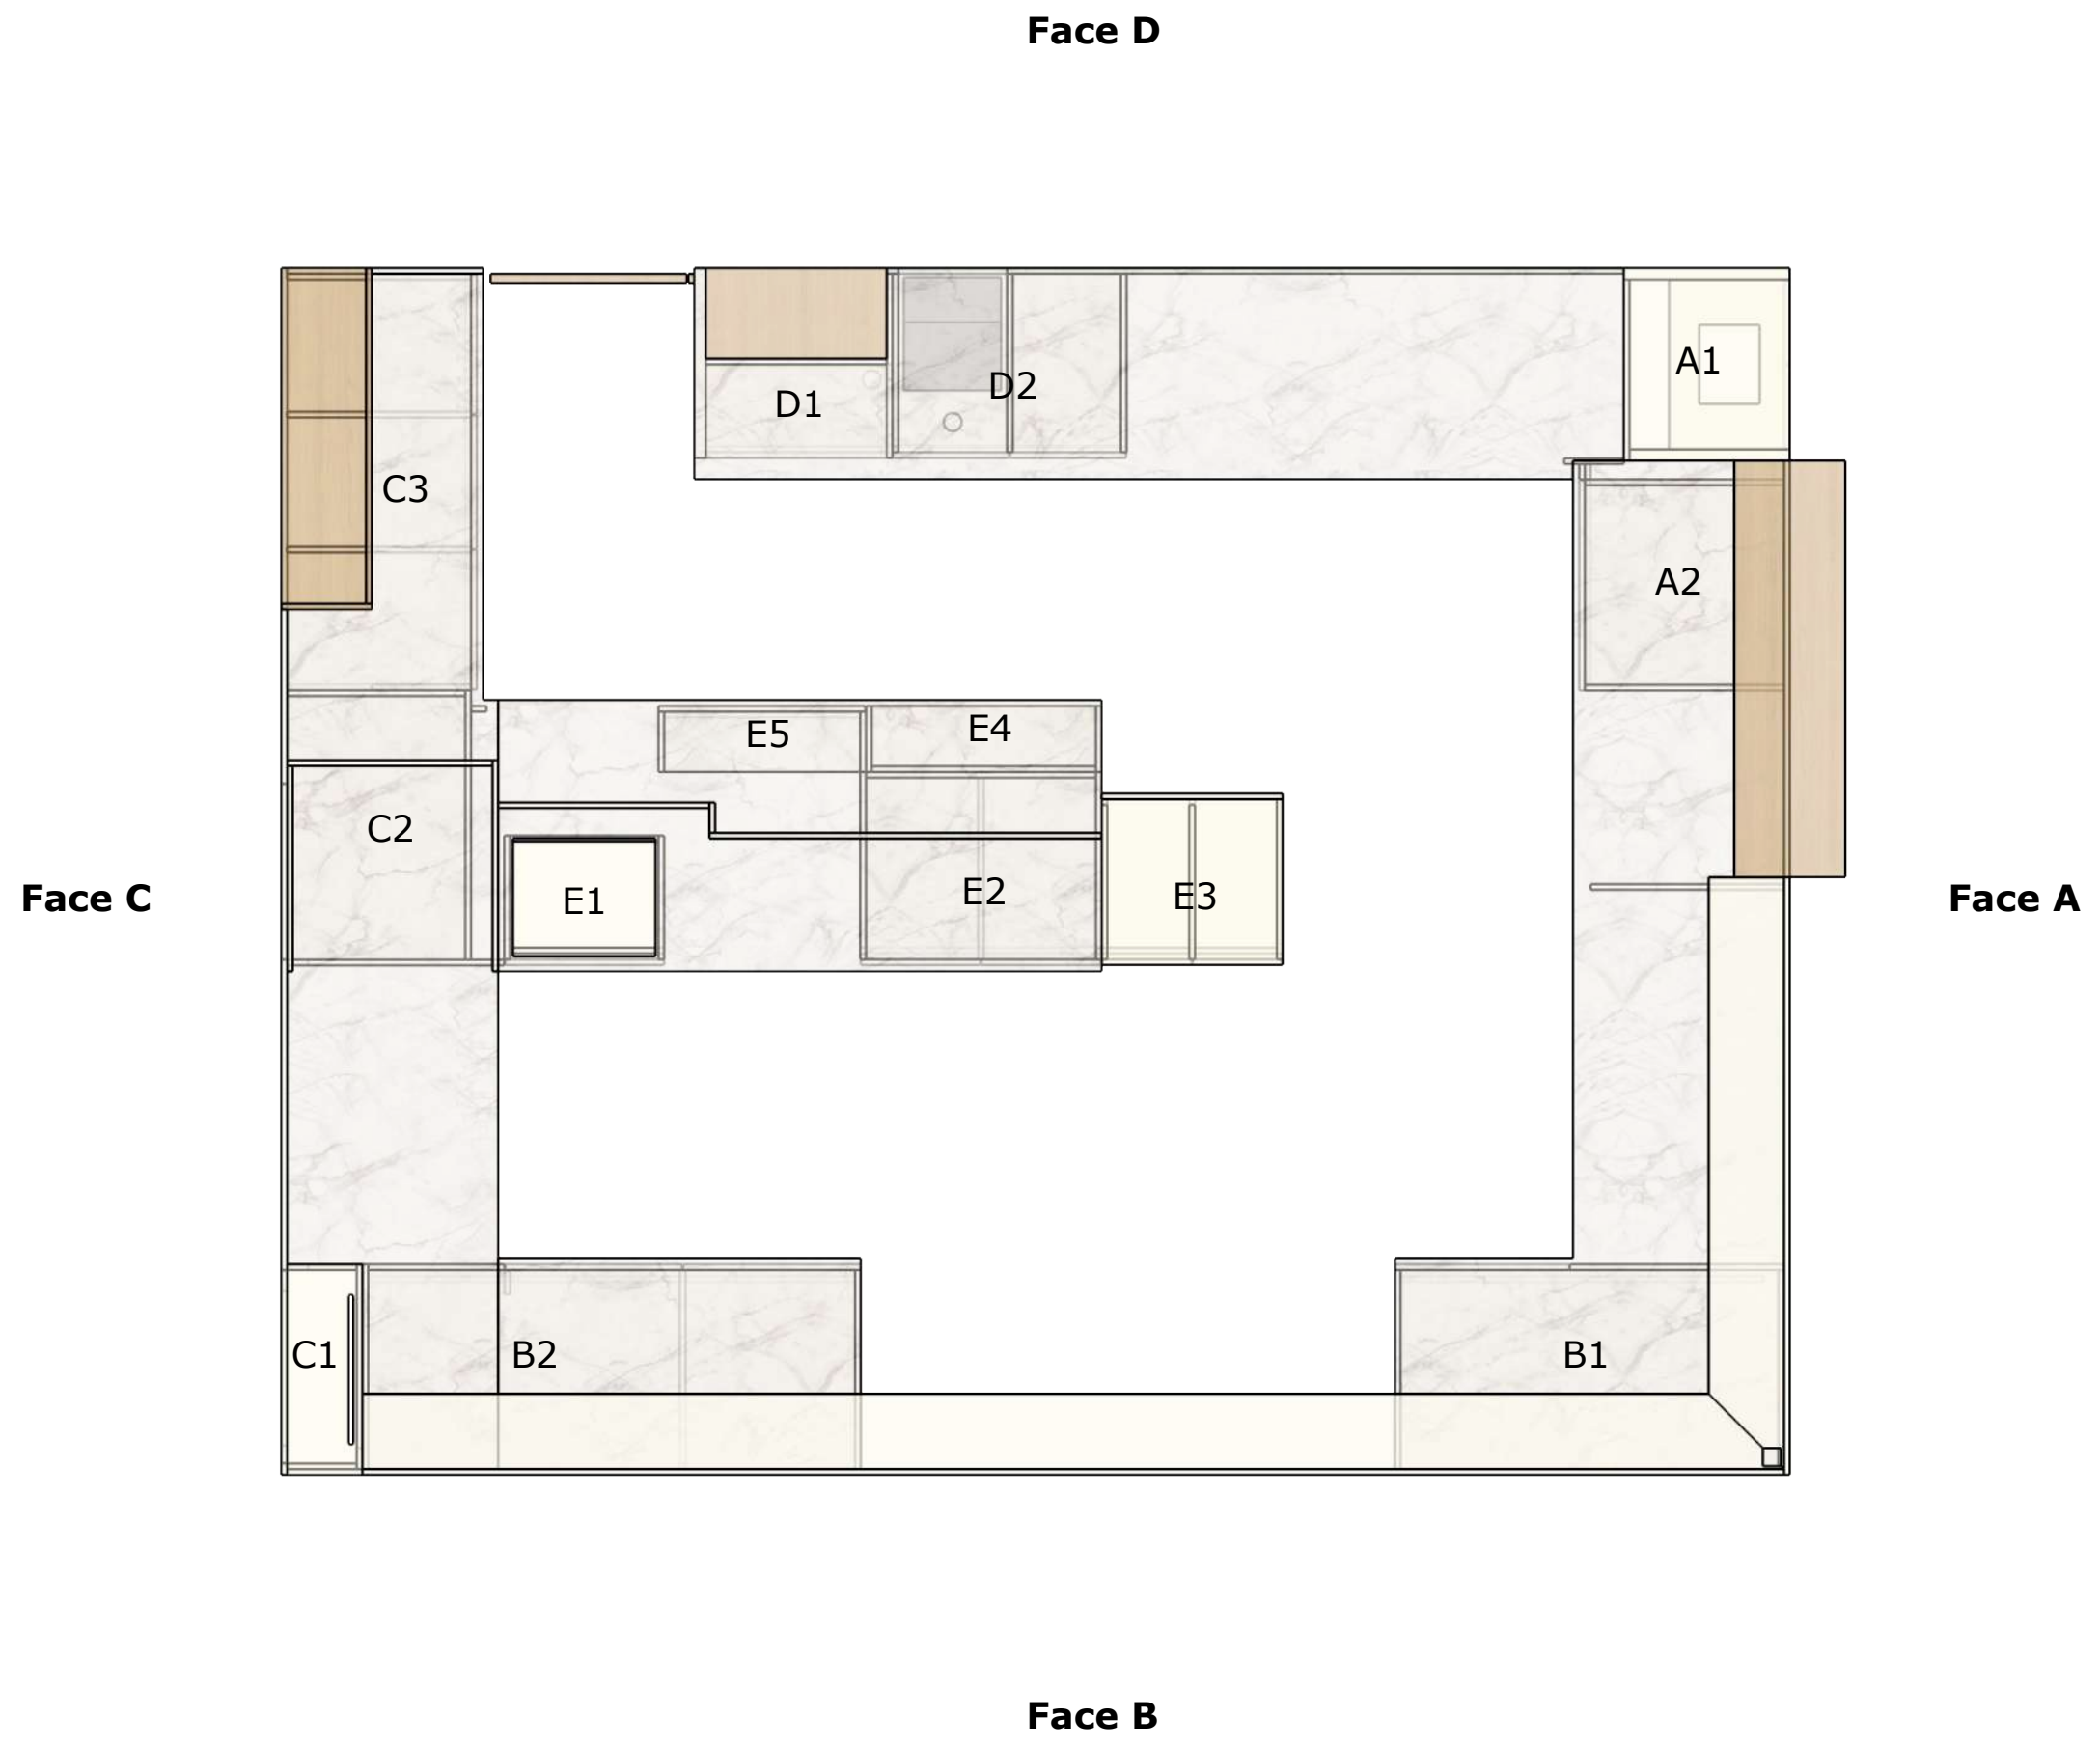 Face D
A1
D2
D1
C3
A2
E4
E5
C2
E2
E3
E1
Face C
Face A
C1
B2
B1
Face B